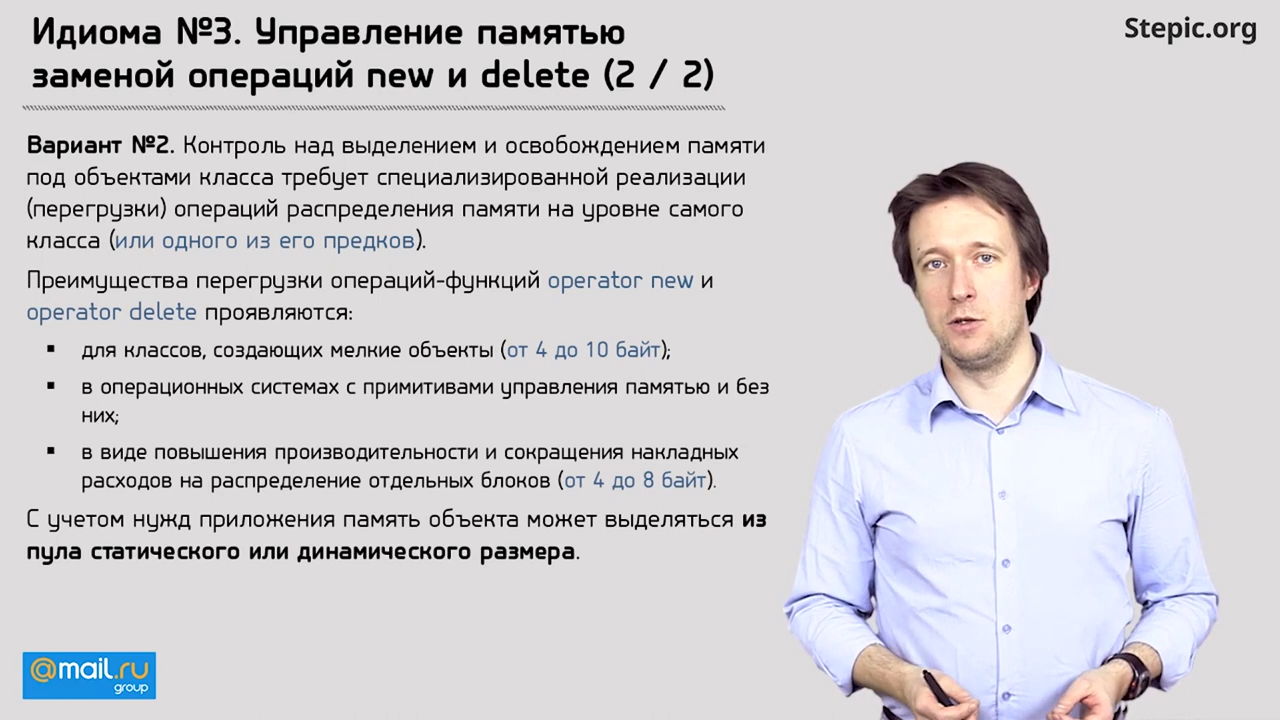 Идиома №3. Управление памятью
заменой операций new и delete (2 / 2)
Stepic.org
Вариант №2. Контроль над выделением и освобождением памяти
под объектами класса требует специализированной реализации
(перегрузки) операций распределения памяти на уровне самого
класса (или одного из его предков).
Преимущества перегрузки операций-функций operator new и
operator delete проявляются:
▪ для классов, создающих мелкие объекты (от 4 до 10 байт);
▪ в операционных системах с примитивами управления памятью и без
них;
▪ в виде повышения производительности и сокращения накладных
расходов на распределение отдельных блоков (от 4 до 8 байт).
С учетом нужд приложения память объекта может выделяться из
пула статического или динамического размера.
@mail.ru
group